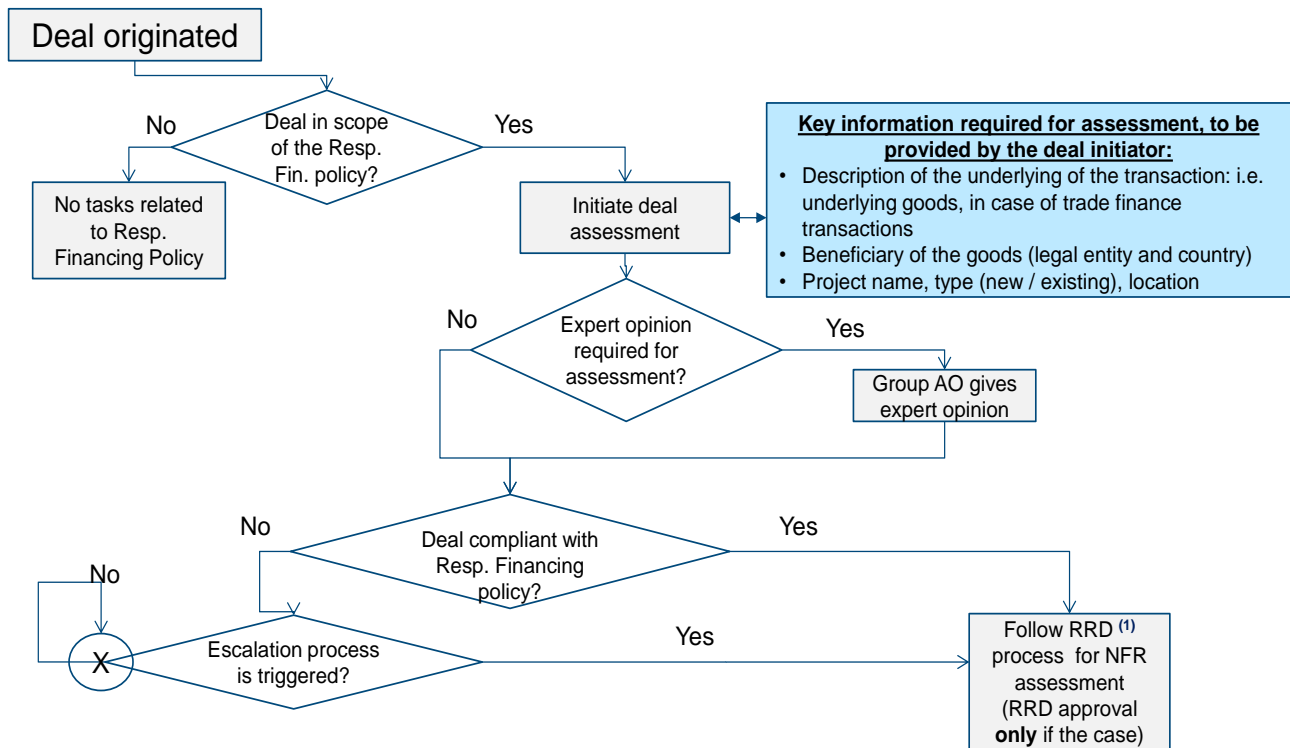 Deal originated
No
Deal in scope
of the Resp.
Fin. policy?
Yes
Key information required for assessment, to be
provided by the deal initiator:
• Description of the underlying of the transaction: i.e.
underlying goods, in case of trade finance
transactions
• Beneficiary of the goods (legal entity and country)
• Project name, type (new / existing), location
No tasks related
to Resp.
Financing Policy
Initiate deal
assessment
No
Expert opinion
required for
assessment?
Yes
Group AO gives
expert opinion
No
Deal compliant with
Resp. Financing
policy?
Yes
No
X
Escalation process
is triggered?
Yes
Follow RRD (1)
process for NFR
assessment
(RRD approval
only if the case)